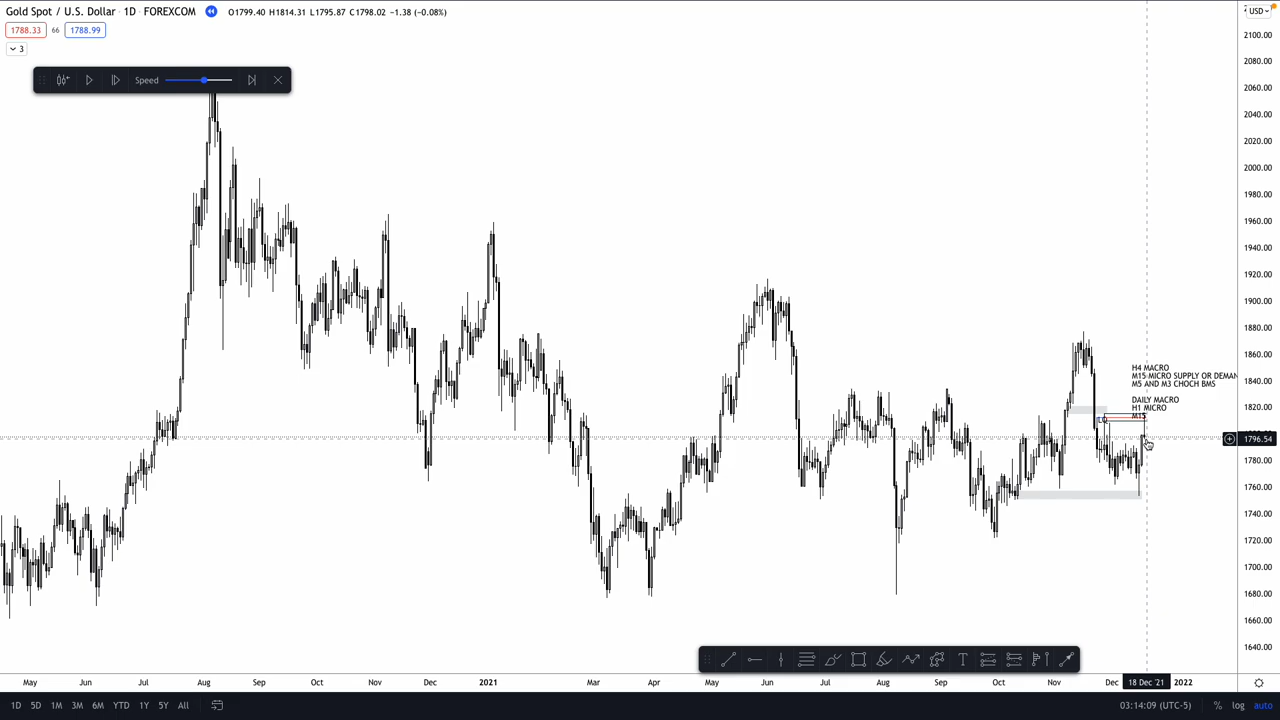 Gold Spot / U.S. Dollar · 1D · FOREXCOM O1799.40 H1814.31 L1795.87 C1798.02 −1.38 (−0.08%)
USD
1788.33 66 1788.99
3
Speed
2100.00
2080.00
2060.00
2040.00
2020.00
2000.00
1980.00
1960.00
1940.00
1920.00
1900.00
1880.00
1860.00
1840.00
1820.00
1796.54
1780.00
1760.00
1740.00
1720.00
1700.00
1680.00
1660.00
1640.00
H4 MACRO
M15 MICRO SUPPLY OR DEMAN
M5 AND M3 CHOCH BMS
DAILY MACRO
H1 MICRO
M15
May Jun Jul Aug Sep Oct Nov Dec 2021 Mar Apr May Jun Jul Aug Sep Oct Nov Dec 18 Dec '21 2022
1D 5D 1M 3M 6M YTD 1Y 5Y All 03:14:09 (UTC-5) % log auto